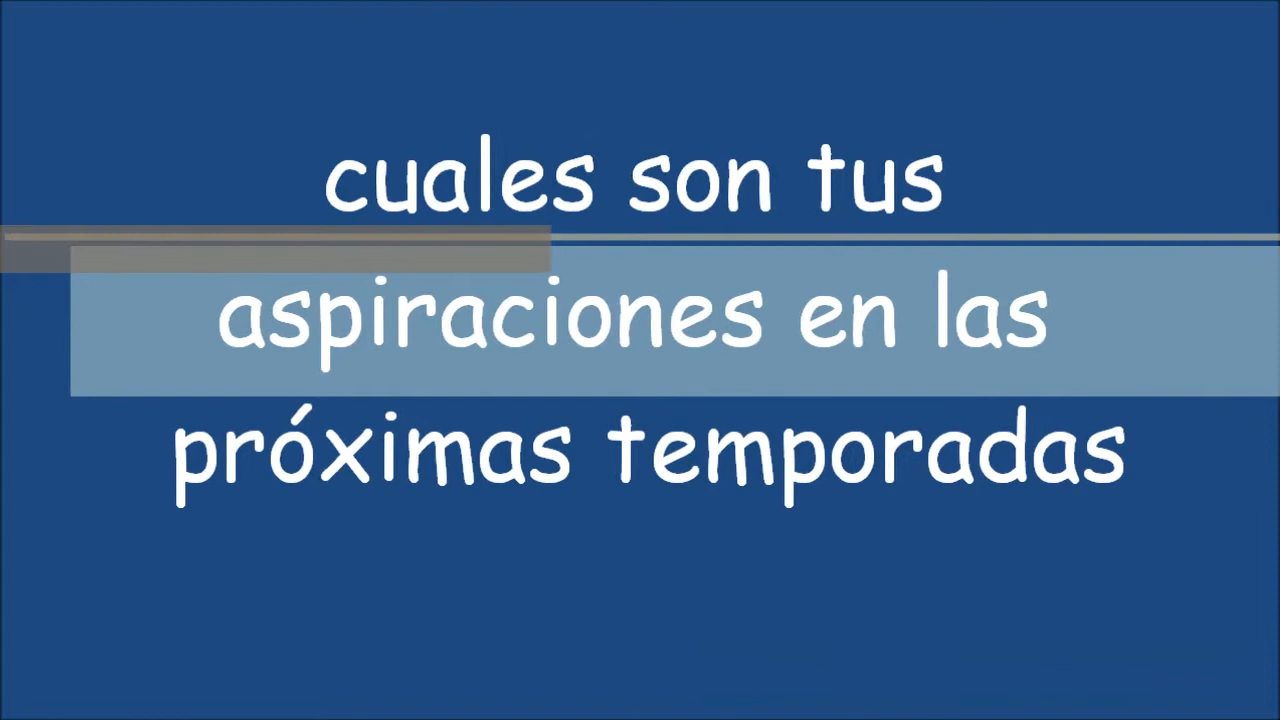 cuales son tus
aspiraciones en las
próximas temporadas